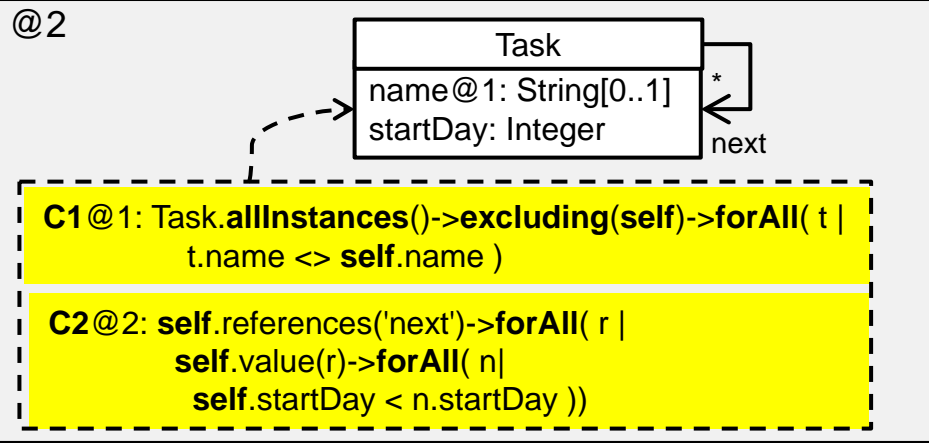 @2
Task
name@1: String[0..1]
startDay: Integer
*
next
C1@1: Task.allInstances()->excluding(self)->forAll( t |
t.name <> self.name )
C2@2: self.references('next')->forAll( r |
self.value(r)->forAll( n|
self.startDay < n.startDay ))